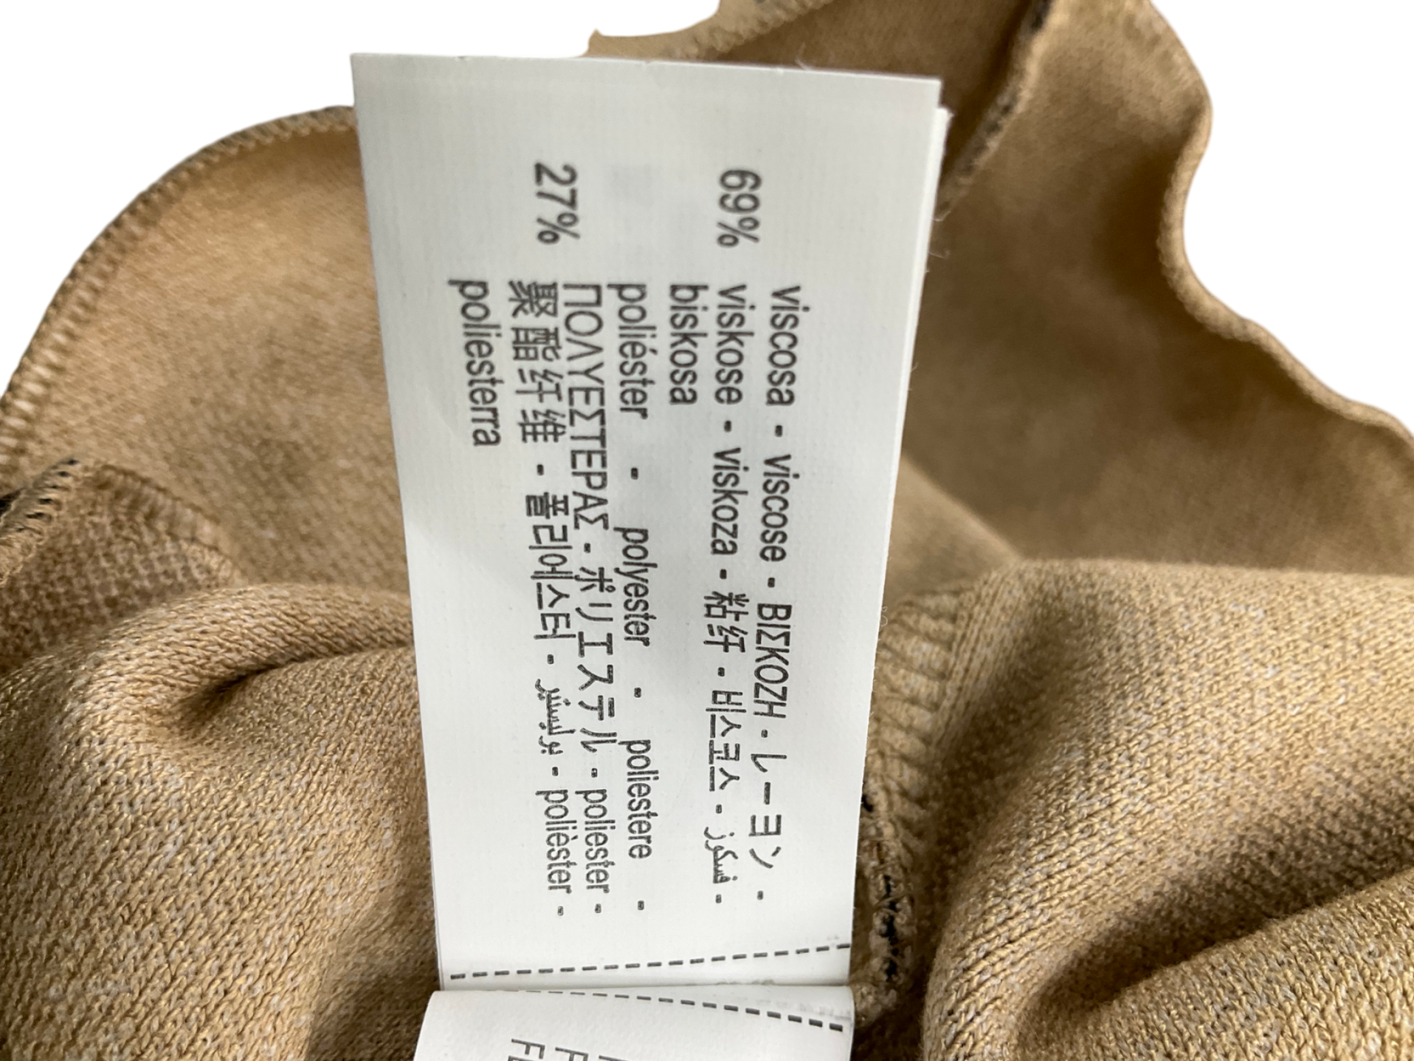 69% viscosa - viscose - ΒΙΣΚΟΖΗ - レーヨン -
viskose - viskoza - 粘纤 - 비스코스 - فسكوز -
biskosa
27% poliéster - polyester - poliestere -
ΠΟΛΥΕΣΤΕΡΑΣ - ポリエステル - poliester -
聚酯纤维 - 폴리에스터 - بوليستير - polièster -
poliesterra